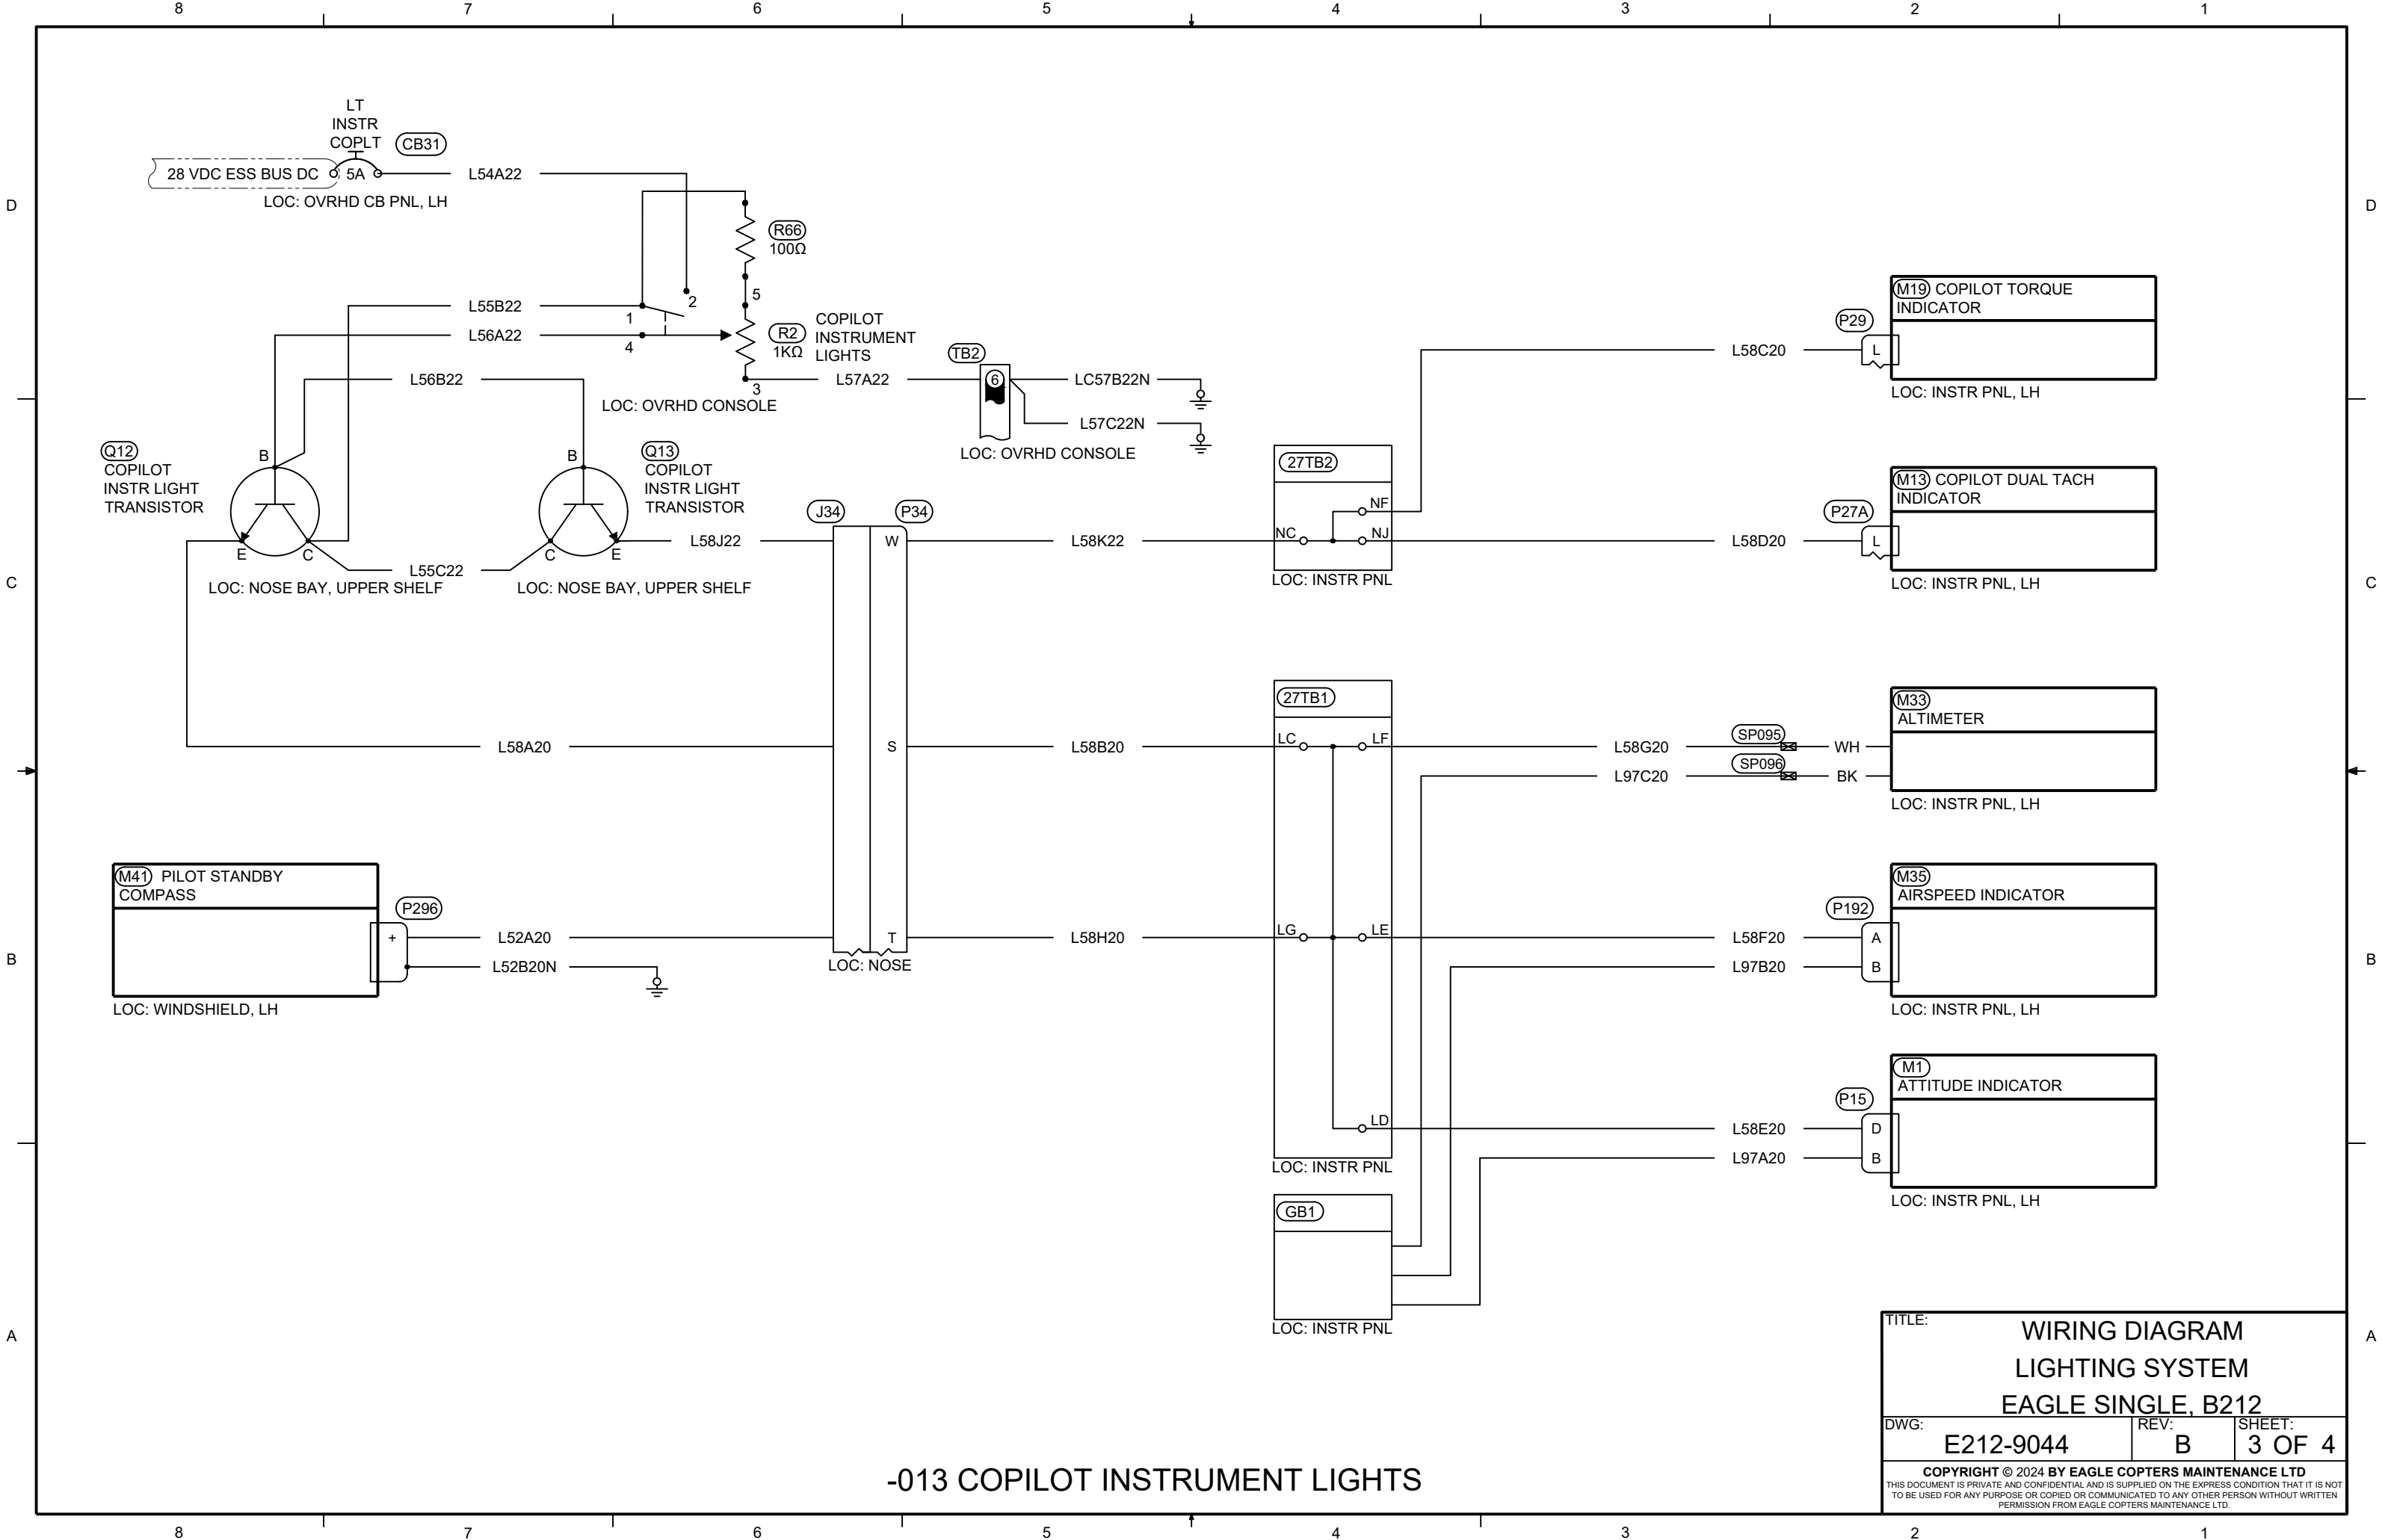 8 7 6 5 4 3 2 1
LT
INSTR
COPLT
CB31
28 VDC ESS BUS DC
5A
L54A22
LOC: OVRHD CB PNL, LH
D
D
R66
100Ω
L55B22
1
2
5
L56A22
4
R2
1KΩ
COPILOT
INSTRUMENT
LIGHTS
3
L56B22
L57A22
LOC: OVRHD CONSOLE
TB2
6
LC57B22N
L57C22N
LOC: OVRHD CONSOLE
M19 COPILOT TORQUE
INDICATOR
P29
L58C20
L
LOC: INSTR PNL, LH
Q12
COPILOT
INSTR LIGHT
TRANSISTOR
B
E
C
LOC: NOSE BAY, UPPER SHELF
Q13
COPILOT
INSTR LIGHT
TRANSISTOR
B
C
E
LOC: NOSE BAY, UPPER SHELF
L55C22
L58J22
J34
P34
W
L58K22
27TB2
NF
NC
NJ
LOC: INSTR PNL
M13 COPILOT DUAL TACH
INDICATOR
P27A
L58D20
L
LOC: INSTR PNL, LH
C
C
L58A20
S
L58B20
27TB1
LC
LF
L58G20
SP095
WH
L97C20
SP096
BK
M33
ALTIMETER
LOC: INSTR PNL, LH
M41 PILOT STANDBY
COMPASS
P296
+
L52A20
L52B20N
LOC: WINDSHIELD, LH
T
LOC: NOSE
L58H20
LG
LE
L58F20
L97B20
P192
A
B
M35
AIRSPEED INDICATOR
LOC: INSTR PNL, LH
B
B
LD
LOC: INSTR PNL
L58E20
L97A20
P15
D
B
M1
ATTITUDE INDICATOR
LOC: INSTR PNL, LH
GB1
LOC: INSTR PNL
A
A
TITLE:
WIRING DIAGRAM
LIGHTING SYSTEM
EAGLE SINGLE, B212
DWG:
E212-9044
REV:
B
SHEET:
3 OF 4
COPYRIGHT © 2024 BY EAGLE COPTERS MAINTENANCE LTD
THIS DOCUMENT IS PRIVATE AND CONFIDENTIAL AND IS SUPPLIED ON THE EXPRESS CONDITION THAT IT IS NOT
TO BE USED FOR ANY PURPOSE OR COPIED OR COMMUNICATED TO ANY OTHER PERSON WITHOUT WRITTEN
PERMISSION FROM EAGLE COPTERS MAINTENANCE LTD.
-013 COPILOT INSTRUMENT LIGHTS
8 7 6 5 4 3 2 1